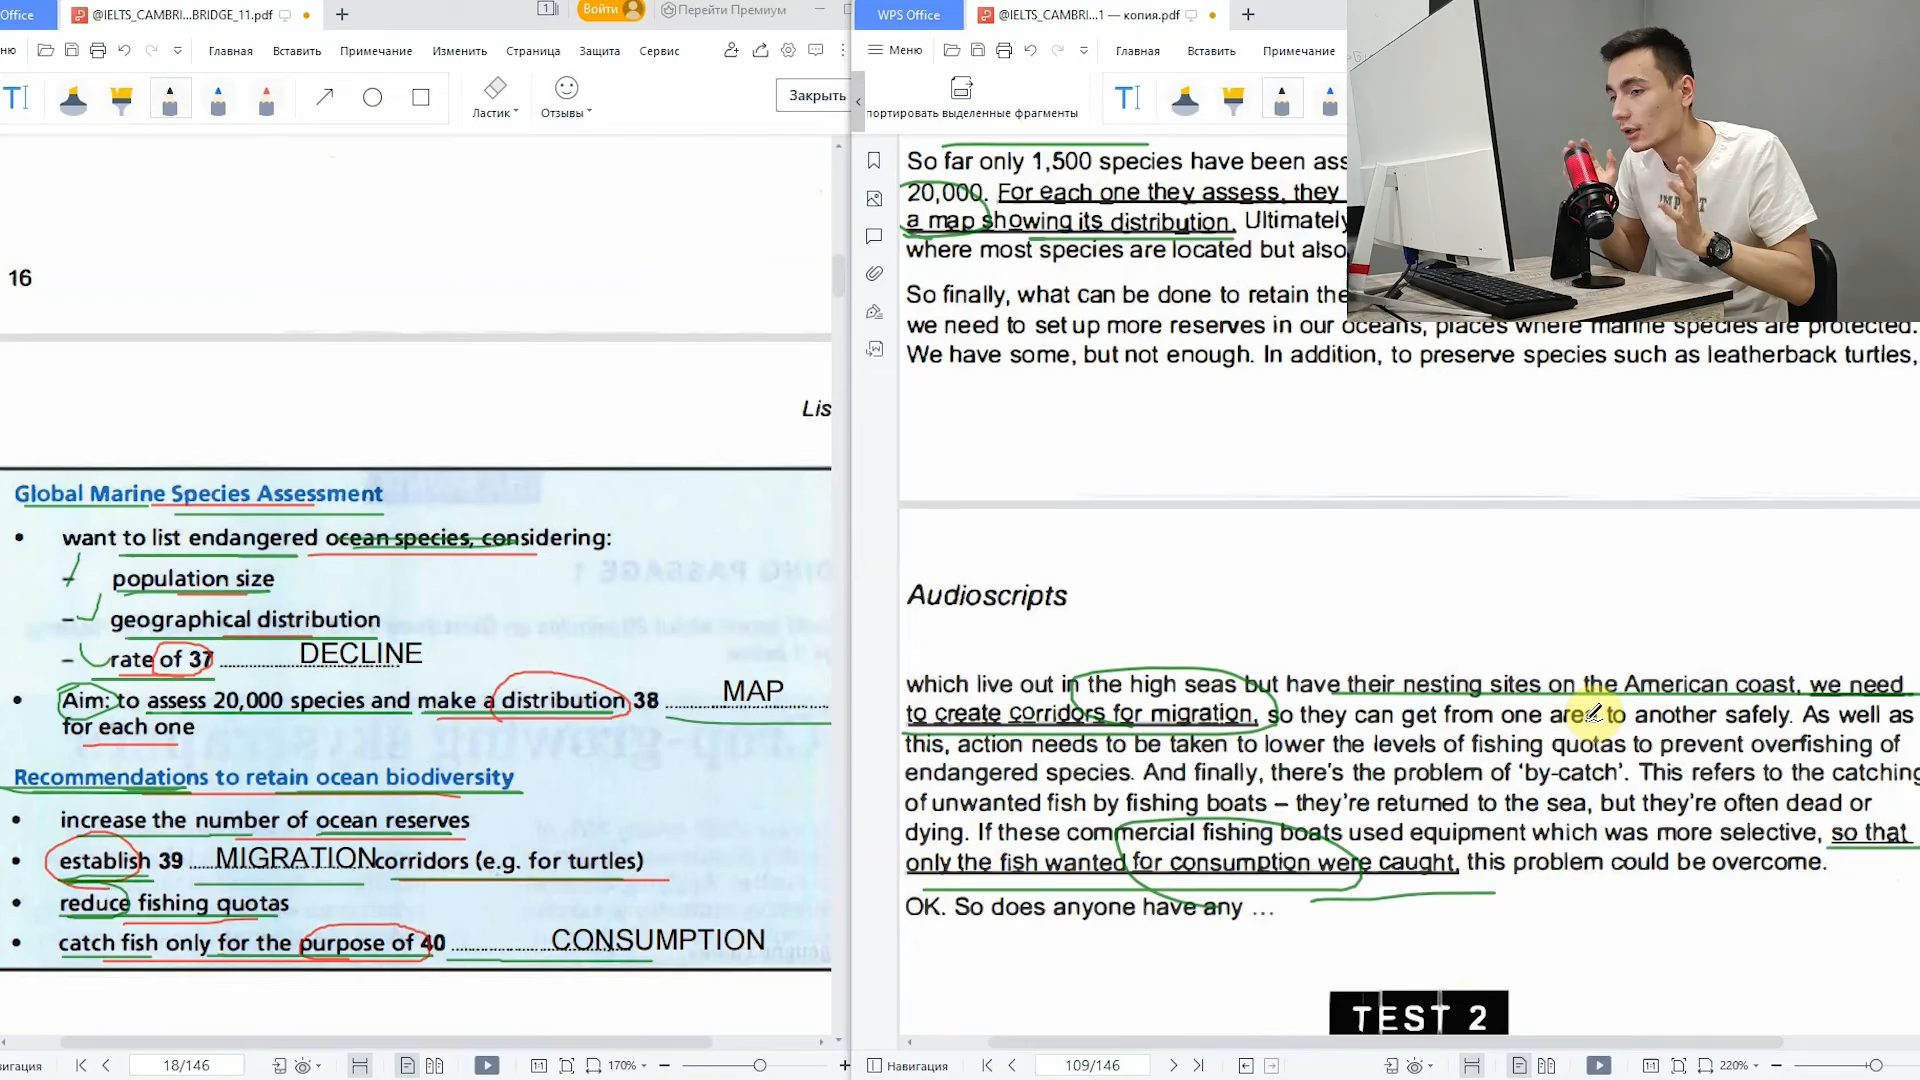 Office
@IELTS_CAMBRI...BRIDGE_11.pdf
Войти
Перейти Премиум
ню
Главная
Вставить
Примечание
Изменить
Страница
Защита
Сервис
Ластик
Отзывы
Закрыть
16
Lis
Global Marine Species Assessment
• want to list endangered ocean species, considering:
– population size
– geographical distribution
– rate of 37 DECLINE
• Aim: to assess 20,000 species and make a distribution 38 MAP
for each one
Recommendations to retain ocean biodiversity
• increase the number of ocean reserves
• establish 39 MIGRATION corridors (e.g. for turtles)
• reduce fishing quotas
• catch fish only for the purpose of 40 CONSUMPTION
вигация
18/146
170%
WPS Office
@IELTS_CAMBRI...1 — копия.pdf
Меню
Главная
Вставить
Примечание
портировать выделенные фрагменты
So far only 1,500 species have been ass
20,000. For each one they assess, they
a map showing its distribution. Ultimately
where most species are located but also
So finally, what can be done to retain the
we need to set up more reserves in our oceans, places where marine species are protected.
We have some, but not enough. In addition, to preserve species such as leatherback turtles,
Audioscripts
which live out in the high seas but have their nesting sites on the American coast, we need
to create corridors for migration, so they can get from one area to another safely. As well as
this, action needs to be taken to lower the levels of fishing quotas to prevent overfishing of
endangered species. And finally, there's the problem of 'by-catch'. This refers to the catching
of unwanted fish by fishing boats – they're returned to the sea, but they're often dead or
dying. If these commercial fishing boats used equipment which was more selective, so that
only the fish wanted for consumption were caught, this problem could be overcome.
OK. So does anyone have any ...
TEST 2
Навигация
109/146
220%